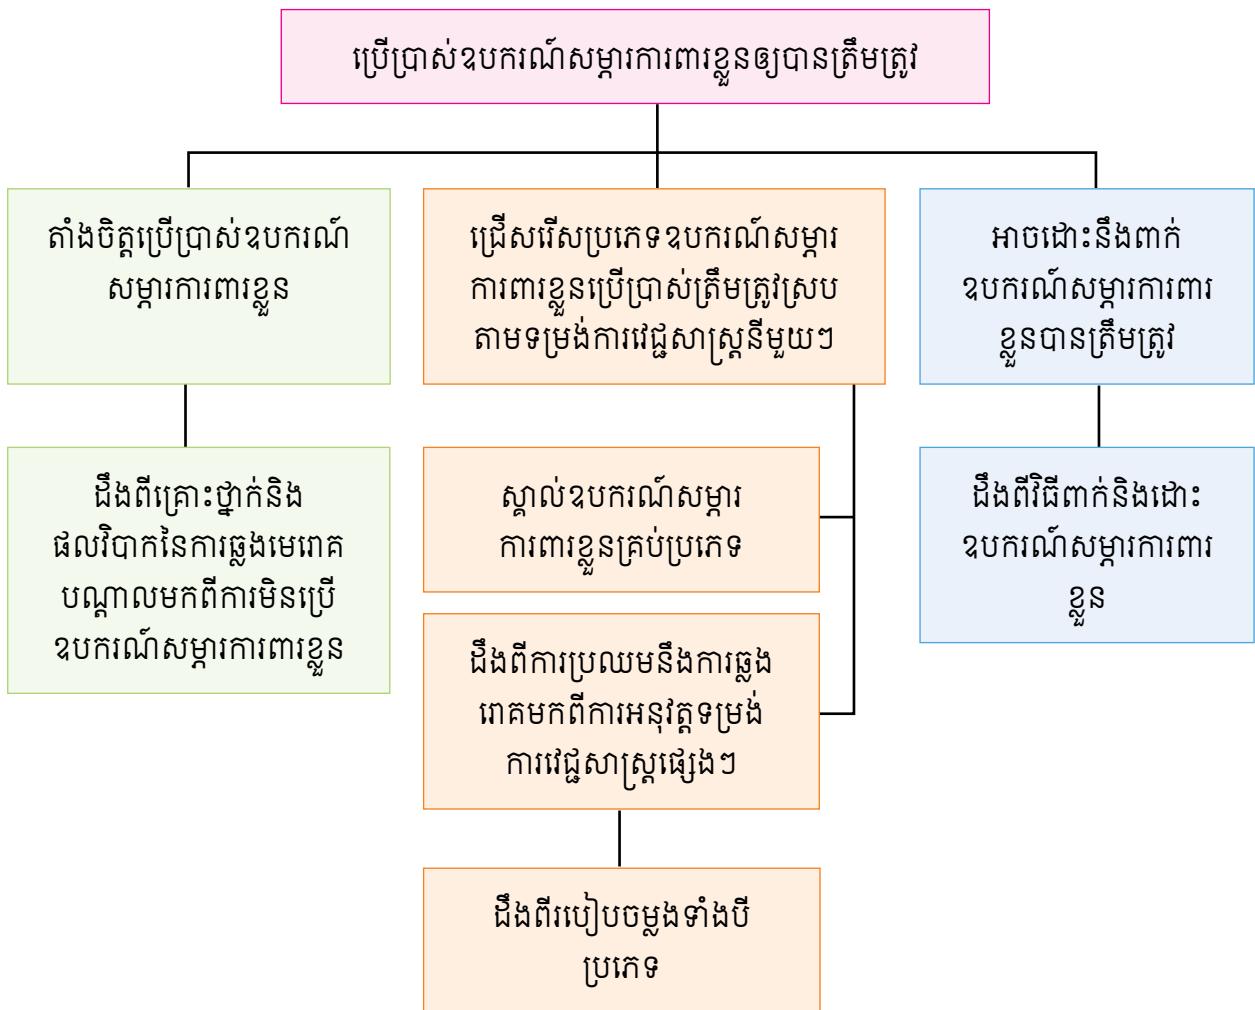 ប្រើប្រាស់ឧបករណ៍សម្ភារការពារខ្លួនឲ្យបានត្រឹមត្រូវ
តាំងចិត្តប្រើប្រាស់ឧបករណ៍
សម្ភារការពារខ្លួន
ជ្រើសរើសប្រភេទឧបករណ៍សម្ភារ
ការពារខ្លួនប្រើប្រាស់ត្រឹមត្រូវស្រប
តាមទម្រង់ការវេជ្ជសាស្ត្រនីមួយៗ
អាចដោះនឹងពាក់
ឧបករណ៍សម្ភារការពារ
ខ្លួនបានត្រឹមត្រូវ
ដឹងពីគ្រោះថ្នាក់និង
ផលវិបាកនៃការឆ្លងមេរោគ
បណ្តាលមកពីការមិនប្រើ
ឧបករណ៍សម្ភារការពារខ្លួន
ស្គាល់ឧបករណ៍សម្ភារ
ការពារខ្លួនគ្រប់ប្រភេទ
ដឹងពីវិធីពាក់និងដោះ
ឧបករណ៍សម្ភារការពារ
ខ្លួន
ដឹងពីការប្រឈមនឹងការឆ្លង
រោគមកពីការអនុវត្តទម្រង់
ការវេជ្ជសាស្ត្រផ្សេងៗ
ដឹងពីរបៀបចម្លងទាំងបី
ប្រភេទ